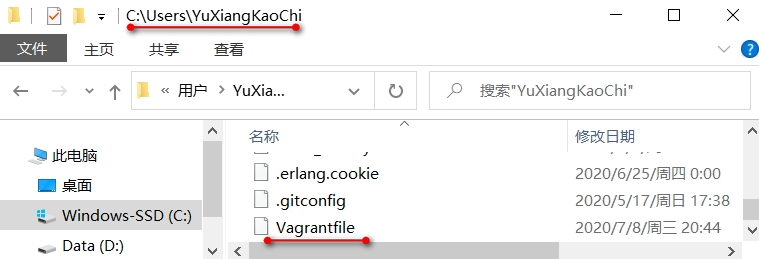 C:\Users\YuXiangKaoChi
文件 主页 共享 查看
« 用户 > YuXia... 搜索"YuXiangKaoChi"
名称 修改日期
此电脑
.erlang.cookie 2020/6/25/周四 0:00
桌面
.gitconfig 2020/5/17/周日 17:38
Windows-SSD (C:)
Vagrantfile 2020/7/8/周三 20:44
Data (D:)